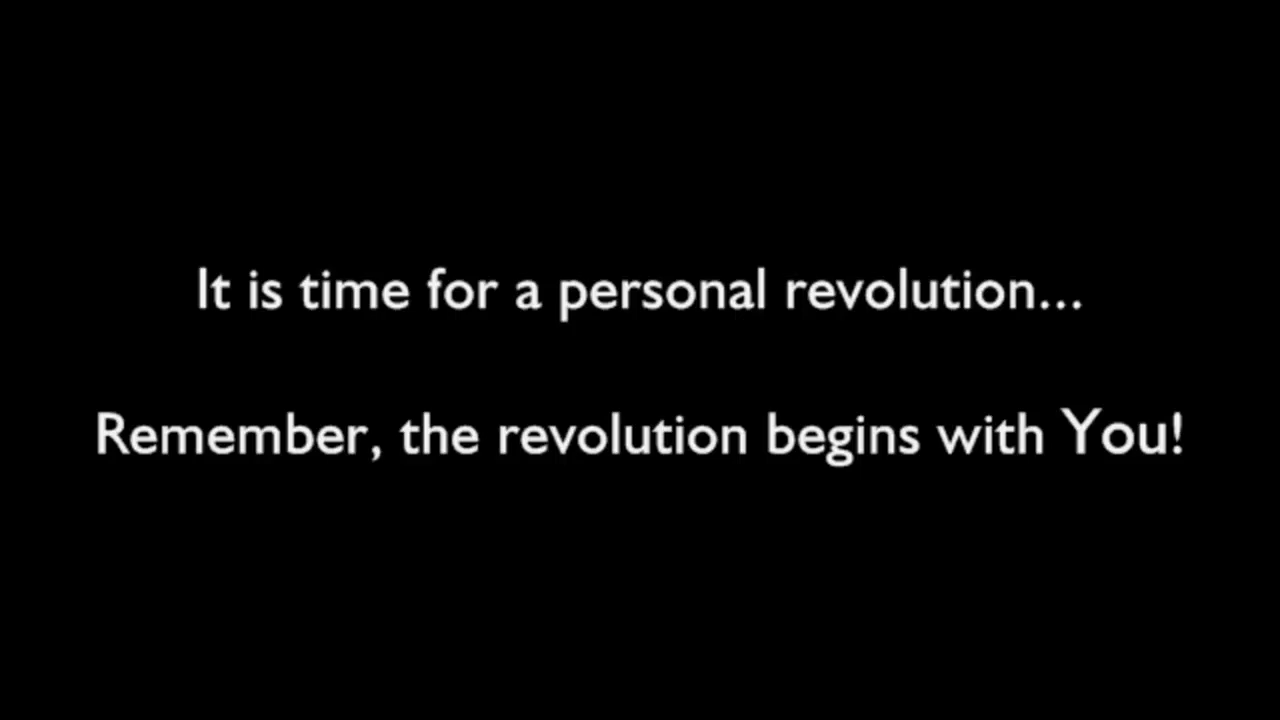 It is time for a personal revolution...
Remember, the revolution begins with You!